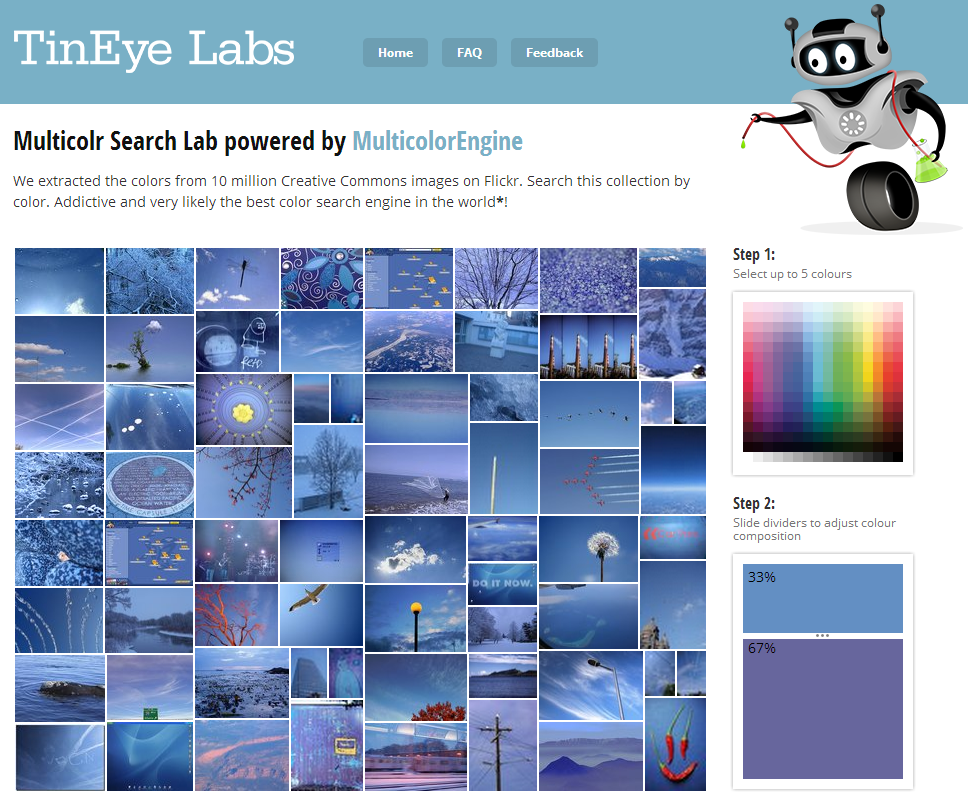 TinEye Labs
Home
FAQ
Feedback
Multicolr Search Lab powered by MulticolorEngine
We extracted the colors from 10 million Creative Commons images on Flickr. Search this collection by
color. Addictive and very likely the best color search engine in the world*!
Step 1:
Select up to 5 colours
READ
CAPSULE
DO IT NOW.
Step 2:
Slide dividers to adjust colour
composition
33%
67%